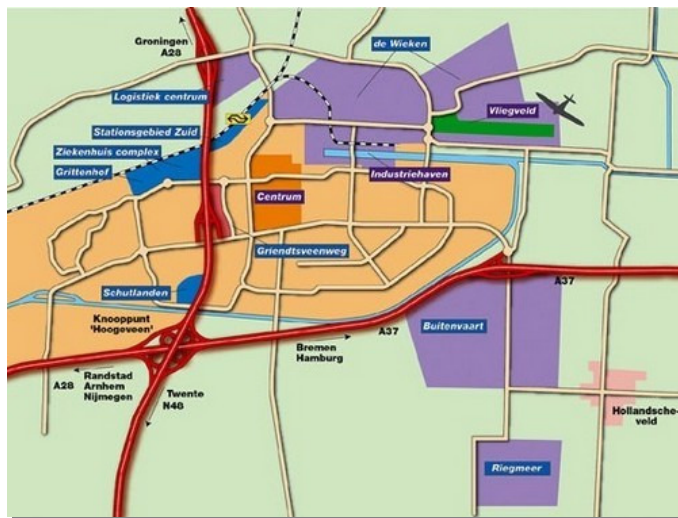 Groningen
A28
de Wieken
Logistiek centrum
Vliegveld
Stationsgebied Zuid
Ziekenhuis complex
Grittenhof
Industriehaven
Centrum
Griendtsveenweg
A37
Schutlanden
Knooppunt
'Hoogeveen'
Buitenvaart
A37
Bremen
Hamburg
A28
Randstad
Arnhem
Nijmegen
Twente
N48
Hollandsche-
veld
Riegmeer